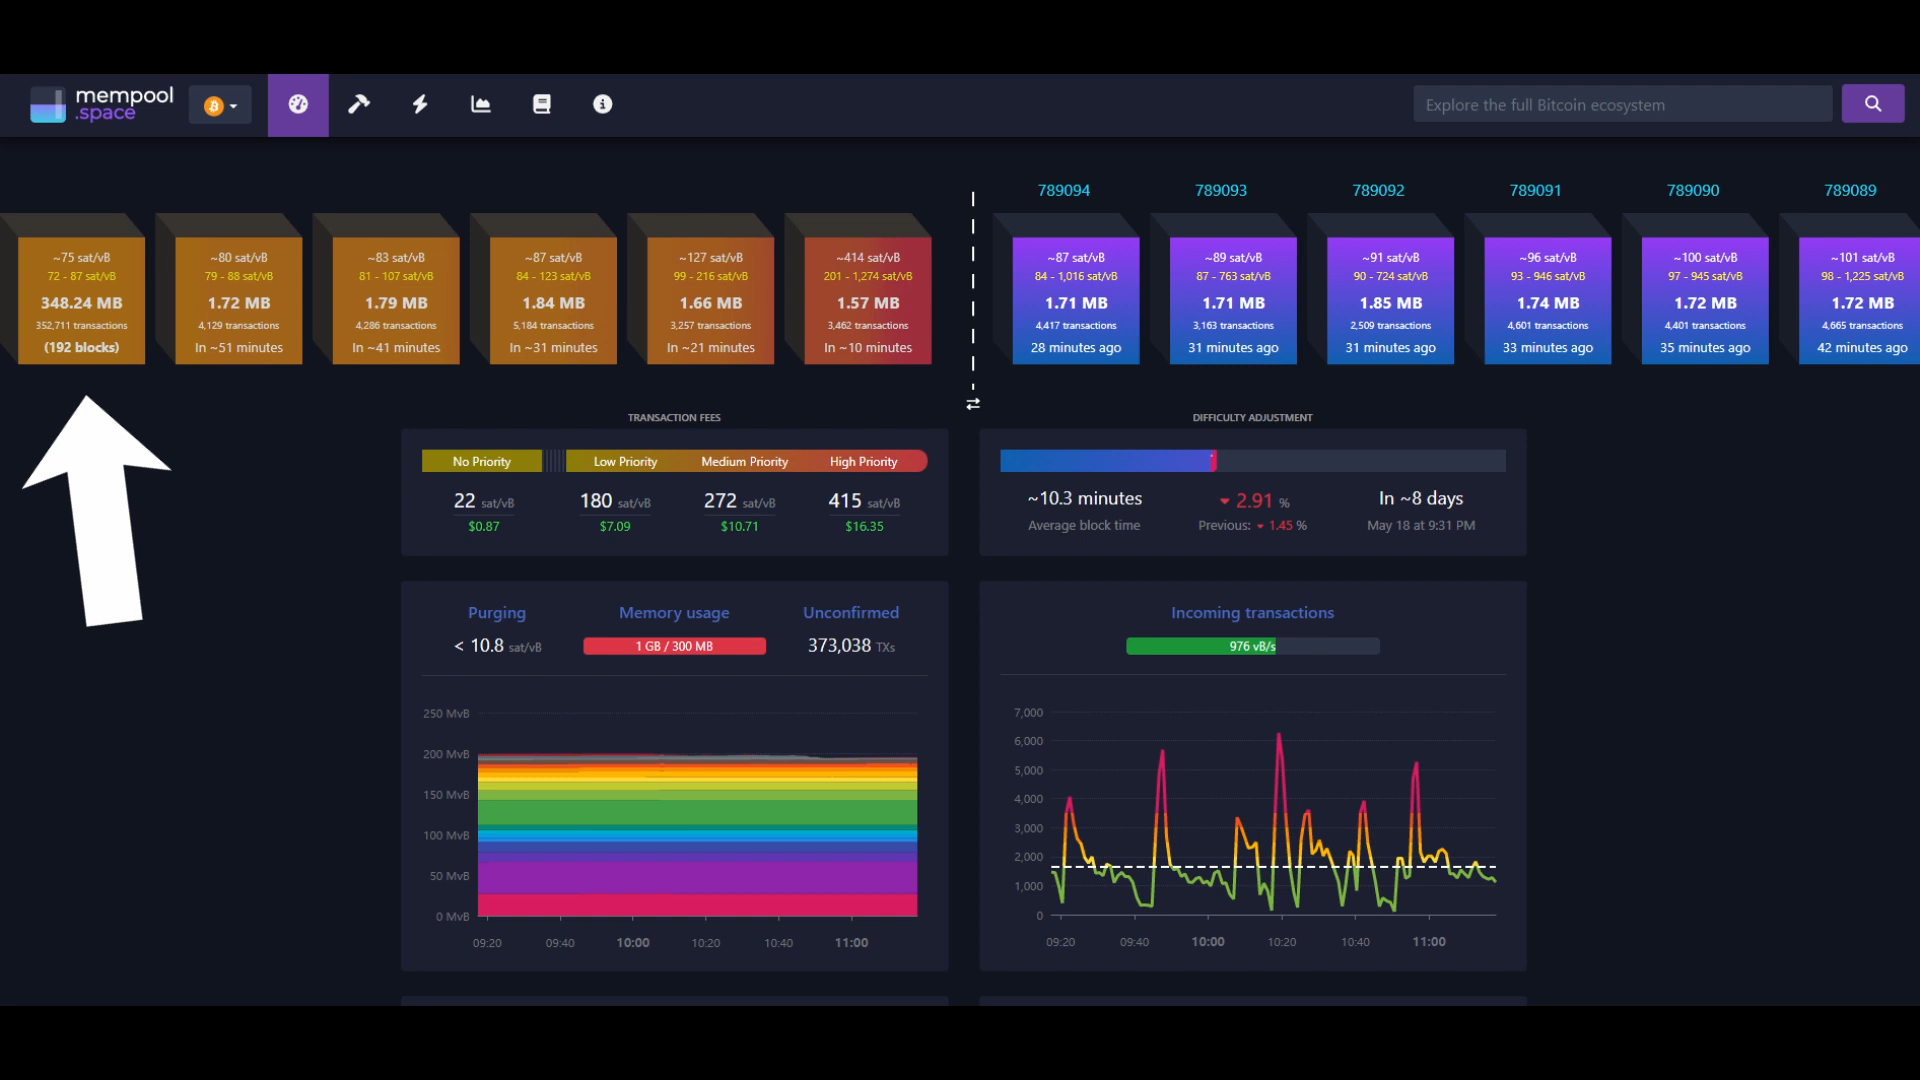 mempool
.space
Explore the full Bitcoin ecosystem
789094
789093
789092
789091
789090
789089
~75 sat/vB
72 - 87 sat/vB
348.24 MB
352,711 transactions
(192 blocks)
~80 sat/vB
79 - 88 sat/vB
1.72 MB
4,129 transactions
In ~51 minutes
~83 sat/vB
81 - 107 sat/vB
1.79 MB
4,286 transactions
In ~41 minutes
~87 sat/vB
84 - 123 sat/vB
1.84 MB
5,184 transactions
In ~31 minutes
~127 sat/vB
99 - 216 sat/vB
1.66 MB
3,257 transactions
In ~21 minutes
~414 sat/vB
201 - 1,274 sat/vB
1.57 MB
3,462 transactions
In ~10 minutes
~87 sat/vB
84 - 1,016 sat/vB
1.71 MB
4,417 transactions
28 minutes ago
~89 sat/vB
87 - 763 sat/vB
1.71 MB
3,163 transactions
31 minutes ago
~91 sat/vB
90 - 724 sat/vB
1.85 MB
2,509 transactions
31 minutes ago
~96 sat/vB
93 - 946 sat/vB
1.74 MB
4,601 transactions
33 minutes ago
~100 sat/vB
97 - 945 sat/vB
1.72 MB
4,401 transactions
35 minutes ago
~101 sat/vB
98 - 1,225 sat/vB
1.72 MB
4,665 transactions
42 minutes ago
TRANSACTION FEES
No Priority Low Priority Medium Priority High Priority
22 sat/vB 180 sat/vB 272 sat/vB 415 sat/vB
$0.87 $7.09 $10.71 $16.35
DIFFICULTY ADJUSTMENT
~10.3 minutes 2.91 % In ~8 days
Average block time Previous: 1.45 % May 18 at 9:31 PM
Purging Memory usage Unconfirmed
< 10.8 sat/vB 1 GB / 300 MB 373,038 TXs
250 MvB
200 MvB
150 MvB
100 MvB
50 MvB
0 MvB
09:20 09:40 10:00 10:20 10:40 11:00
Incoming transactions
976 vB/s
7,000
6,000
5,000
4,000
3,000
2,000
1,000
0
09:20 09:40 10:00 10:20 10:40 11:00